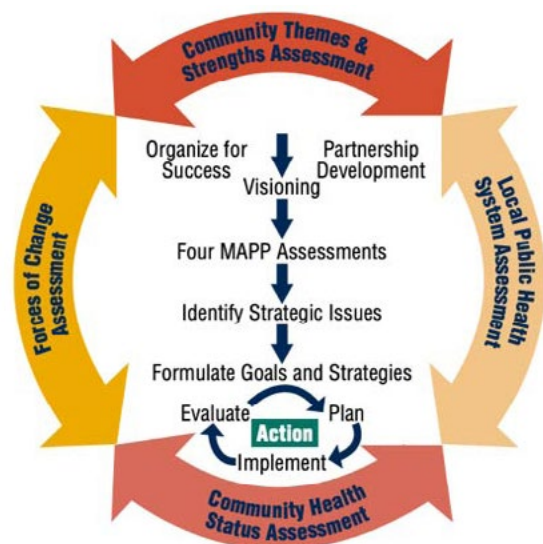 Community Themes &
Strengths Assessment
Organize for
Success
Partnership
Development
Visioning
Four MAPP Assessments
Identify Strategic Issues
Formulate Goals and Strategies
Evaluate
Plan
Action
Implement
Forces of Change
Assessment
Local Public Health
System Assessment
Community Health
Status Assessment